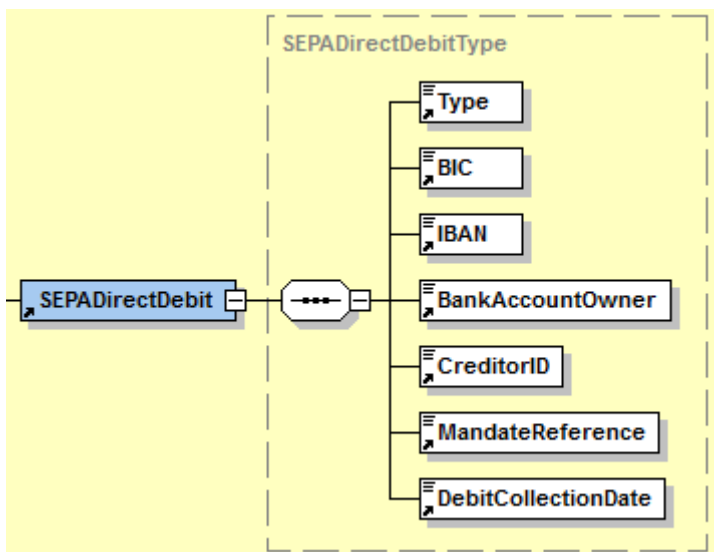 SEPADirectDebitType
Type
BIC
IBAN
SEPADirectDebit
BankAccountOwner
CreditorID
MandateReference
DebitCollectionDate